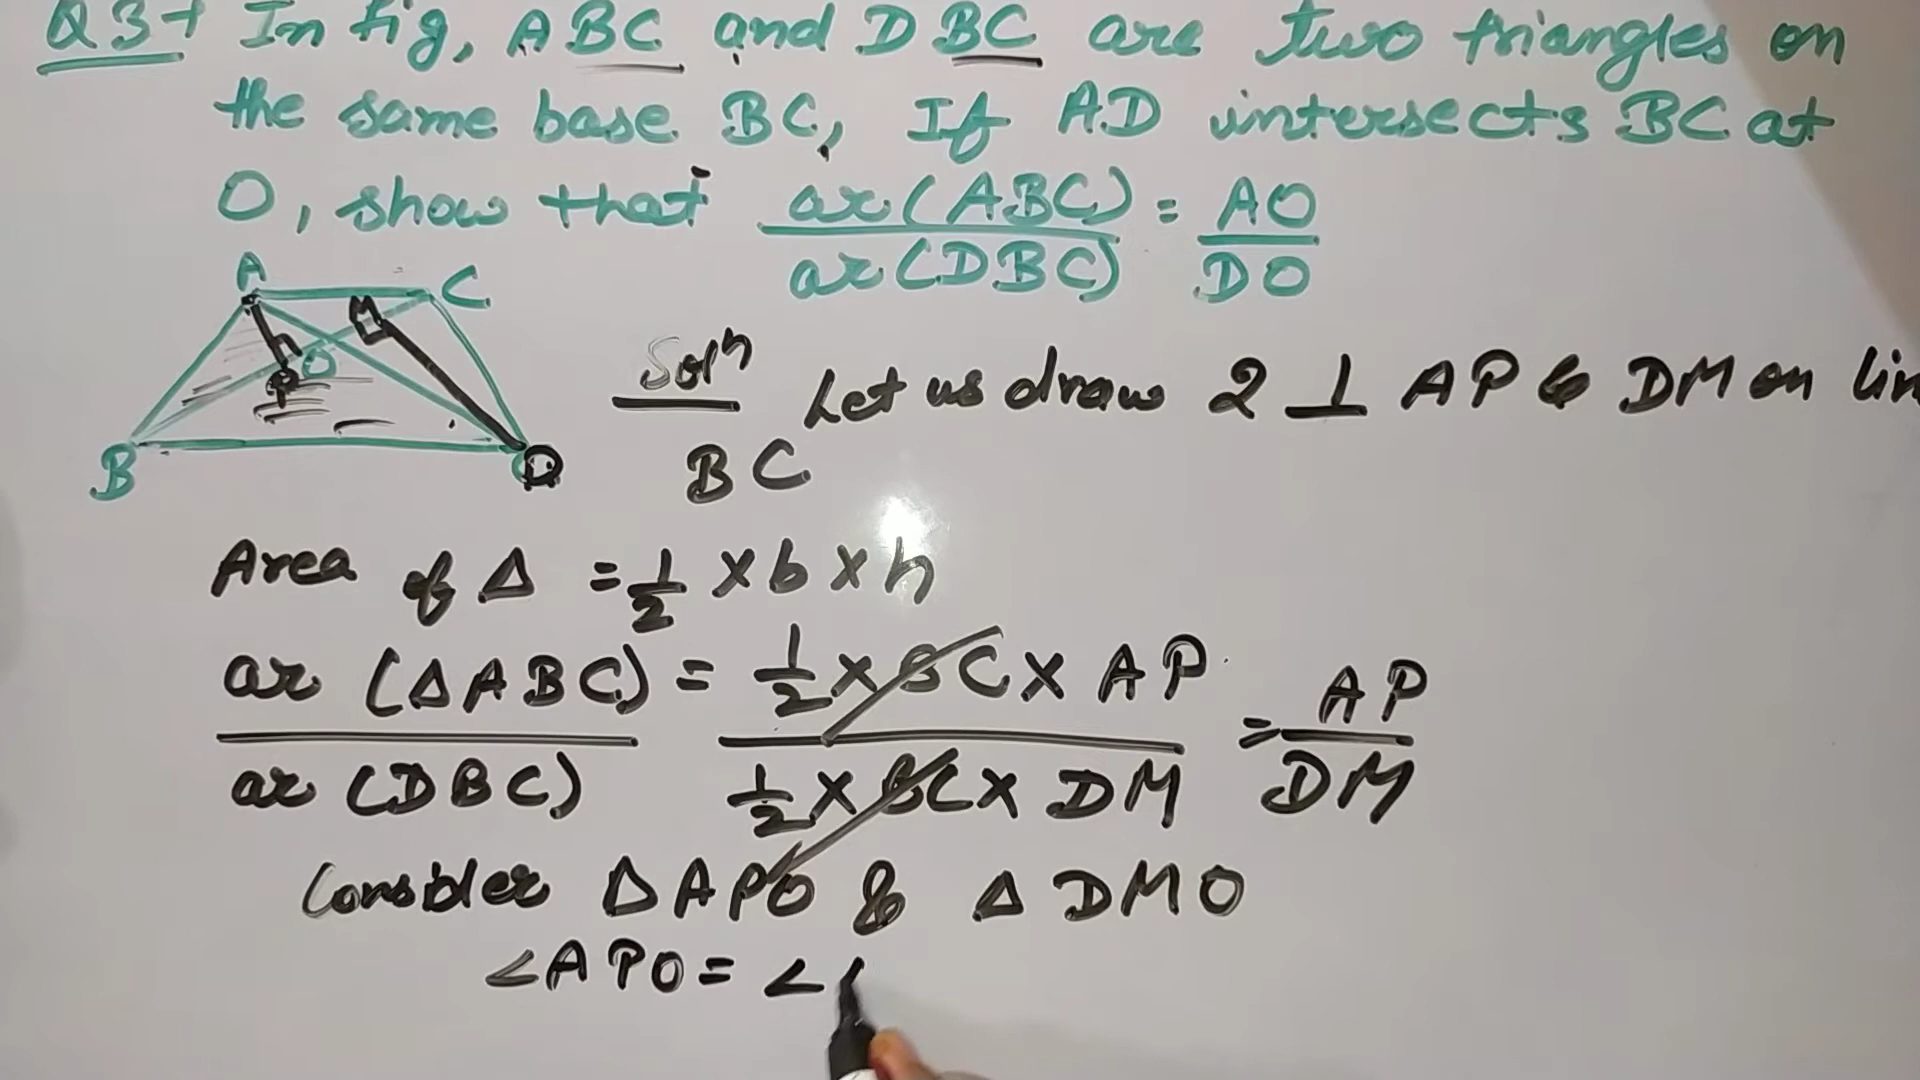 Q3→ In fig, ABC and DBC are two triangles on
the same base BC, If AD intersects BC at
O, show that ar(ABC) = AO
ar(DBC) DO
A C
M
O
P
B D
Solⁿ Let us draw 2 ⊥ AP & DM on lin
BC
Area of Δ = 1/2 × b × h
ar (ΔABC) = 1/2 × BC × AP = AP
ar (DBC) 1/2 × BC × DM DM
Consider ΔAPO & ΔDMO
∠APO = ∠